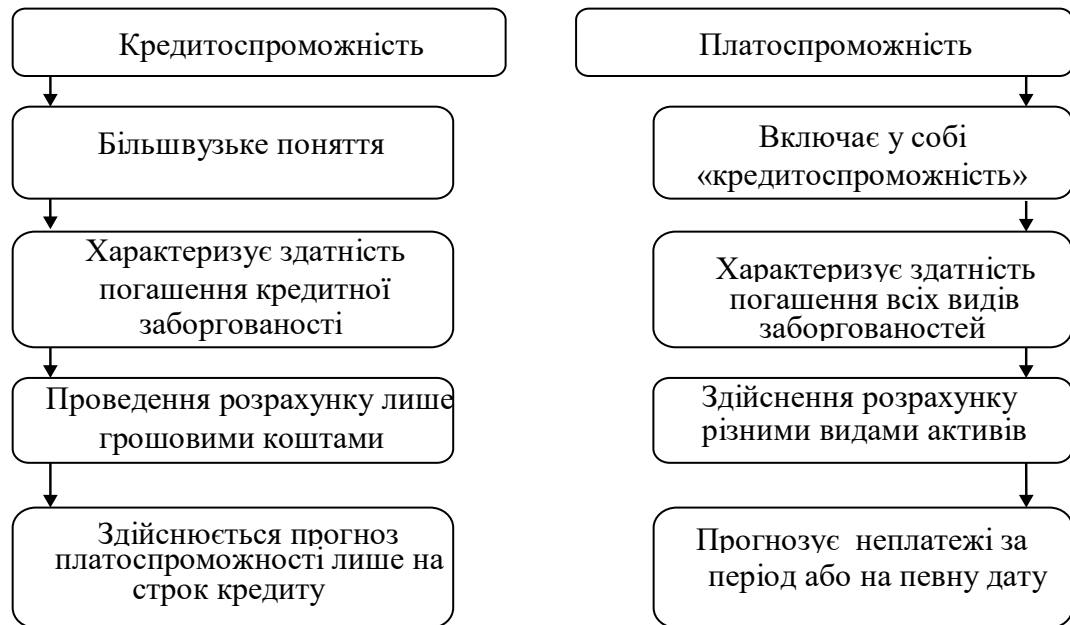 Кредитоспроможність
Більшвузьке поняття
Характеризує здатність
погашення кредитної
заборгованості
Проведення розрахунку лише
грошовими коштами
Здійснюється прогноз
платоспроможності лише на
строк кредиту
Платоспроможність
Включає у собі
«кредитоспроможність»
Характеризує здатність
погашення всіх видів
заборгованостей
Здійснення розрахунку
різними видами активів
Прогнозує неплатежі за
період або на певну дату